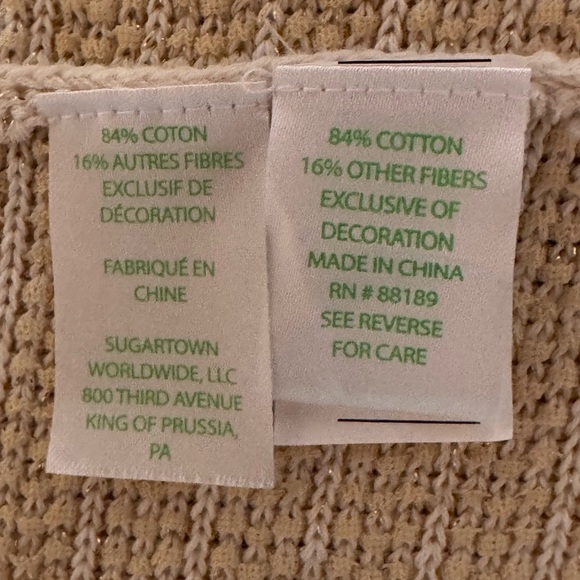 84% COTON
16% AUTRES FIBRES
EXCLUSIF DE
DÉCORATION
FABRIQUÉ EN
CHINE
SUGARTOWN
WORLDWIDE, LLC
800 THIRD AVENUE
KING OF PRUSSIA,
PA
84% COTTON
16% OTHER FIBERS
EXCLUSIVE OF
DECORATION
MADE IN CHINA
RN # 88189
SEE REVERSE
FOR CARE